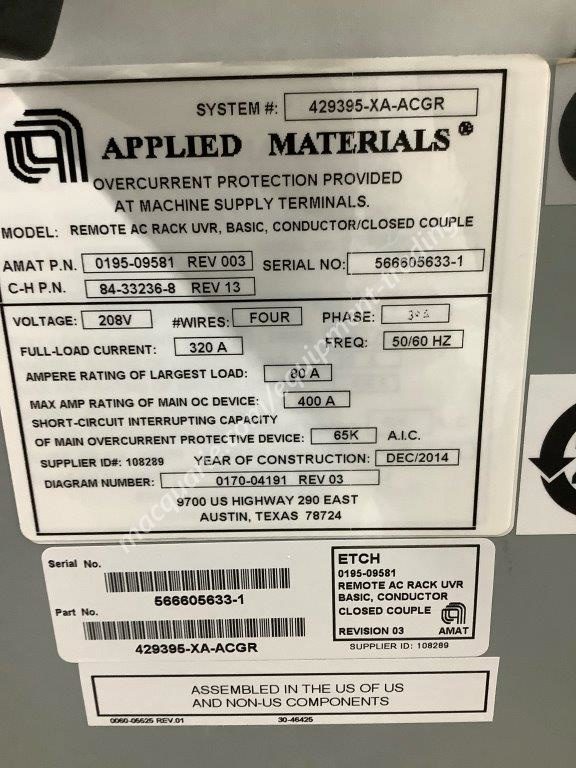 SYSTEM #: 429395-XA-ACGR
APPLIED MATERIALS®
OVERCURRENT PROTECTION PROVIDED
AT MACHINE SUPPLY TERMINALS.
MODEL: REMOTE AC RACK UVR, BASIC, CONDUCTOR/CLOSED COUPLE
AMAT P.N. 0195-09581 REV 003 SERIAL NO: 566605633-1
C-H P.N. 84-33236-8 REV 13
VOLTAGE: 208V #WIRES: FOUR PHASE:
FULL-LOAD CURRENT: 320 A FREQ: 50/60 HZ
AMPERE RATING OF LARGEST LOAD: 80 A
MAX AMP RATING OF MAIN OC DEVICE: 400 A
SHORT-CIRCUIT INTERRUPTING CAPACITY
OF MAIN OVERCURRENT PROTECTIVE DEVICE: 65K A.I.C.
SUPPLIER ID#: 108289 YEAR OF CONSTRUCTION: DEC/2014
DIAGRAM NUMBER: 0170-04191 REV 03
9700 US HIGHWAY 290 EAST
AUSTIN, TEXAS 78724
Serial No.
566605633-1
Part No.
429395-XA-ACGR
ETCH
0195-09581
REMOTE AC RACK UVR
BASIC, CONDUCTOR
CLOSED COUPLE
REVISION 03 AMAT
SUPPLIER ID: 108289
ASSEMBLED IN THE US OF US
AND NON-US COMPONENTS
0060-05625 REV.01 30-46425